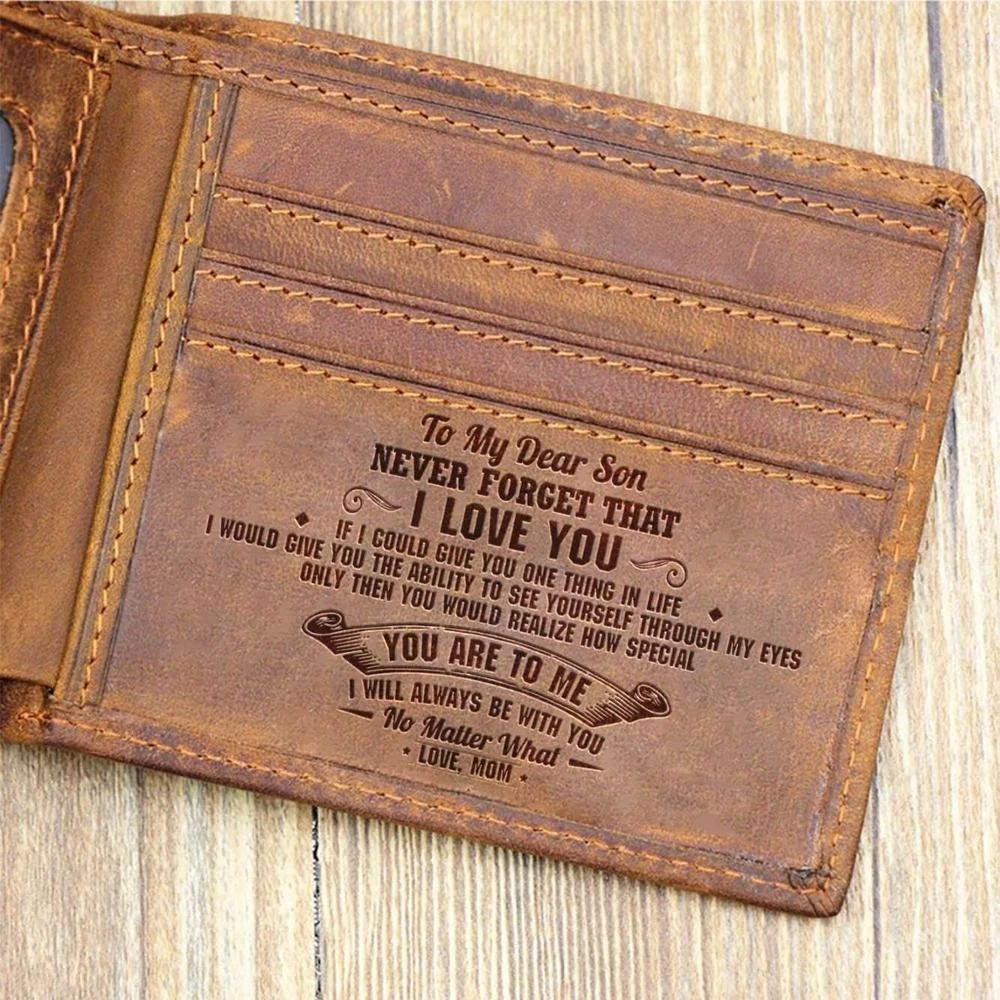 To My Dear Son
NEVER FORGET THAT
I LOVE YOU
IF I COULD GIVE YOU ONE THING IN LIFE
I WOULD GIVE YOU THE ABILITY TO SEE YOURSELF THROUGH MY EYES
ONLY THEN YOU WOULD REALIZE HOW SPECIAL
YOU ARE TO ME
I WILL ALWAYS BE WITH YOU
No Matter What
LOVE, MOM